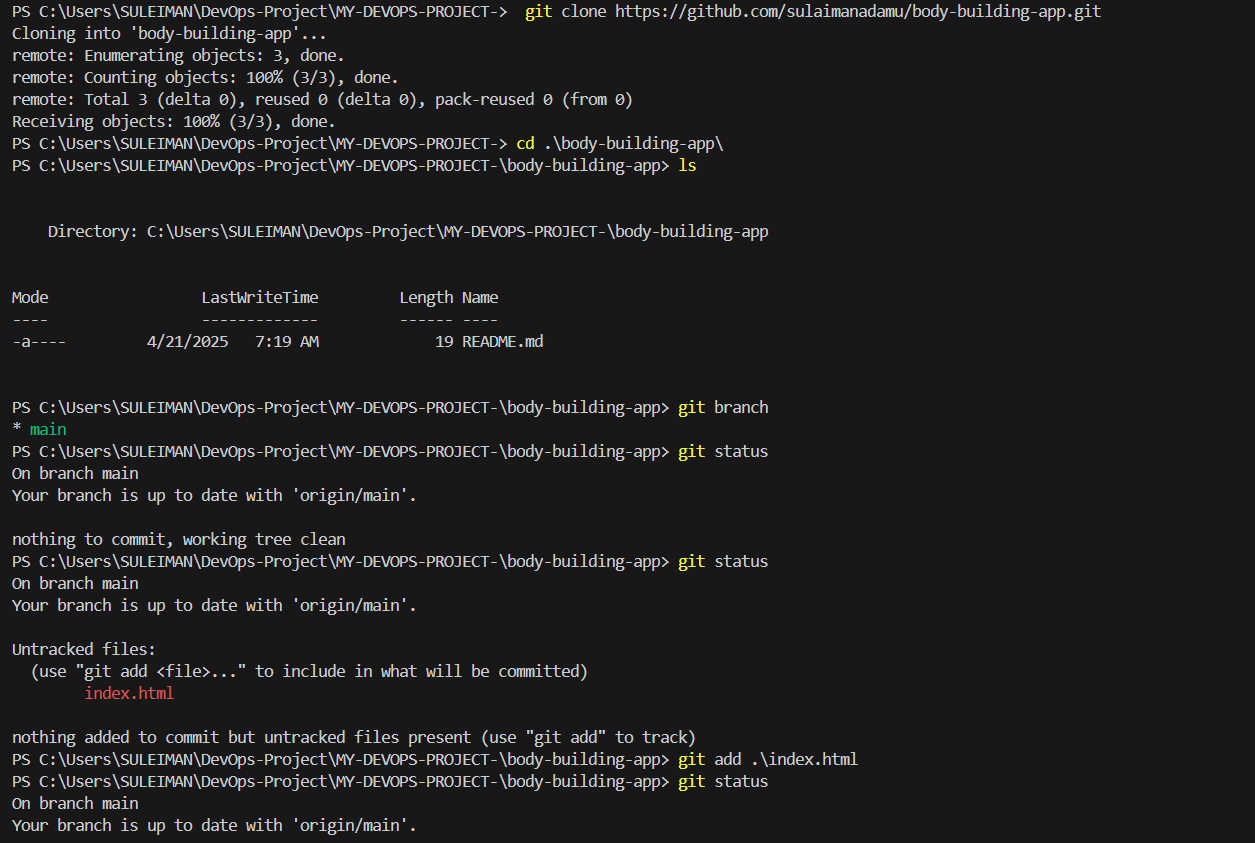 PS C:\Users\SULEIMAN\DevOps-Project\MY-DEVOPS-PROJECT->  git clone https://github.com/sulaimanadamu/body-building-app.git
Cloning into 'body-building-app'...
remote: Enumerating objects: 3, done.
remote: Counting objects: 100% (3/3), done.
remote: Total 3 (delta 0), reused 0 (delta 0), pack-reused 0 (from 0)
Receiving objects: 100% (3/3), done.
PS C:\Users\SULEIMAN\DevOps-Project\MY-DEVOPS-PROJECT-> cd .\body-building-app\
PS C:\Users\SULEIMAN\DevOps-Project\MY-DEVOPS-PROJECT-\body-building-app> ls
    Directory: C:\Users\SULEIMAN\DevOps-Project\MY-DEVOPS-PROJECT-\body-building-app
Mode                 LastWriteTime         Length Name
----                 -------------         ------ ----
-a----         4/21/2025   7:19 AM             19 README.md
PS C:\Users\SULEIMAN\DevOps-Project\MY-DEVOPS-PROJECT-\body-building-app> git branch
* main
PS C:\Users\SULEIMAN\DevOps-Project\MY-DEVOPS-PROJECT-\body-building-app> git status
On branch main
Your branch is up to date with 'origin/main'.
nothing to commit, working tree clean
PS C:\Users\SULEIMAN\DevOps-Project\MY-DEVOPS-PROJECT-\body-building-app> git status
On branch main
Your branch is up to date with 'origin/main'.
Untracked files:
  (use "git add <file>..." to include in what will be committed)
        index.html
nothing added to commit but untracked files present (use "git add" to track)
PS C:\Users\SULEIMAN\DevOps-Project\MY-DEVOPS-PROJECT-\body-building-app> git add .\index.html
PS C:\Users\SULEIMAN\DevOps-Project\MY-DEVOPS-PROJECT-\body-building-app> git status
On branch main
Your branch is up to date with 'origin/main'.